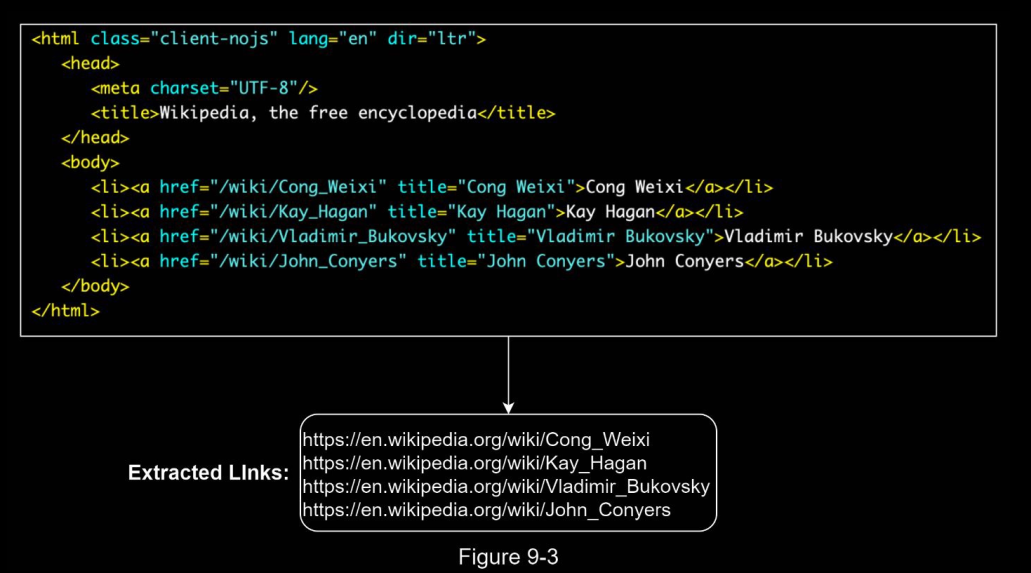 <html class="client-nojs" lang="en" dir="ltr">
<head>
<meta charset="UTF-8"/>
<title>Wikipedia, the free encyclopedia</title>
</head>
<body>
<li><a href="/wiki/Cong_Weixi" title="Cong Weixi">Cong Weixi</a></li>
<li><a href="/wiki/Kay_Hagan" title="Kay Hagan">Kay Hagan</a></li>
<li><a href="/wiki/Vladimir_Bukovsky" title="Vladimir Bukovsky">Vladimir Bukovsky</a></li>
<li><a href="/wiki/John_Conyers" title="John Conyers">John Conyers</a></li>
</body>
</html>
Extracted LInks:
https://en.wikipedia.org/wiki/Cong_Weixi
https://en.wikipedia.org/wiki/Kay_Hagan
https://en.wikipedia.org/wiki/Vladimir_Bukovsky
https://en.wikipedia.org/wiki/John_Conyers
Figure 9-3